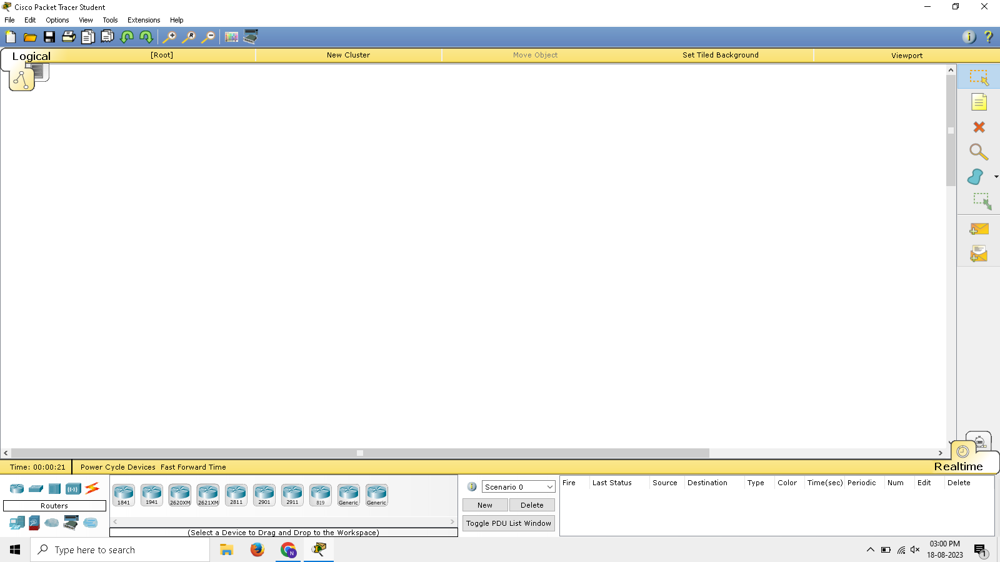 Cisco Packet Tracer Student
File Edit Options View Tools Extensions Help
Logical [Root] New Cluster Move Object Set Tiled Background Viewport
Time: 00:00:21 Power Cycle Devices Fast Forward Time Realtime
Routers
1841 1941 2620XM 2621XM 2811 2901 2911 819 Generic Generic
(Select a Device to Drag and Drop to the Workspace)
Scenario 0
New Delete
Toggle PDU List Window
Fire Last Status Source Destination Type Color Time(sec) Periodic Num Edit Delete
Type here to search
N
03:00 PM
18-08-2023
1